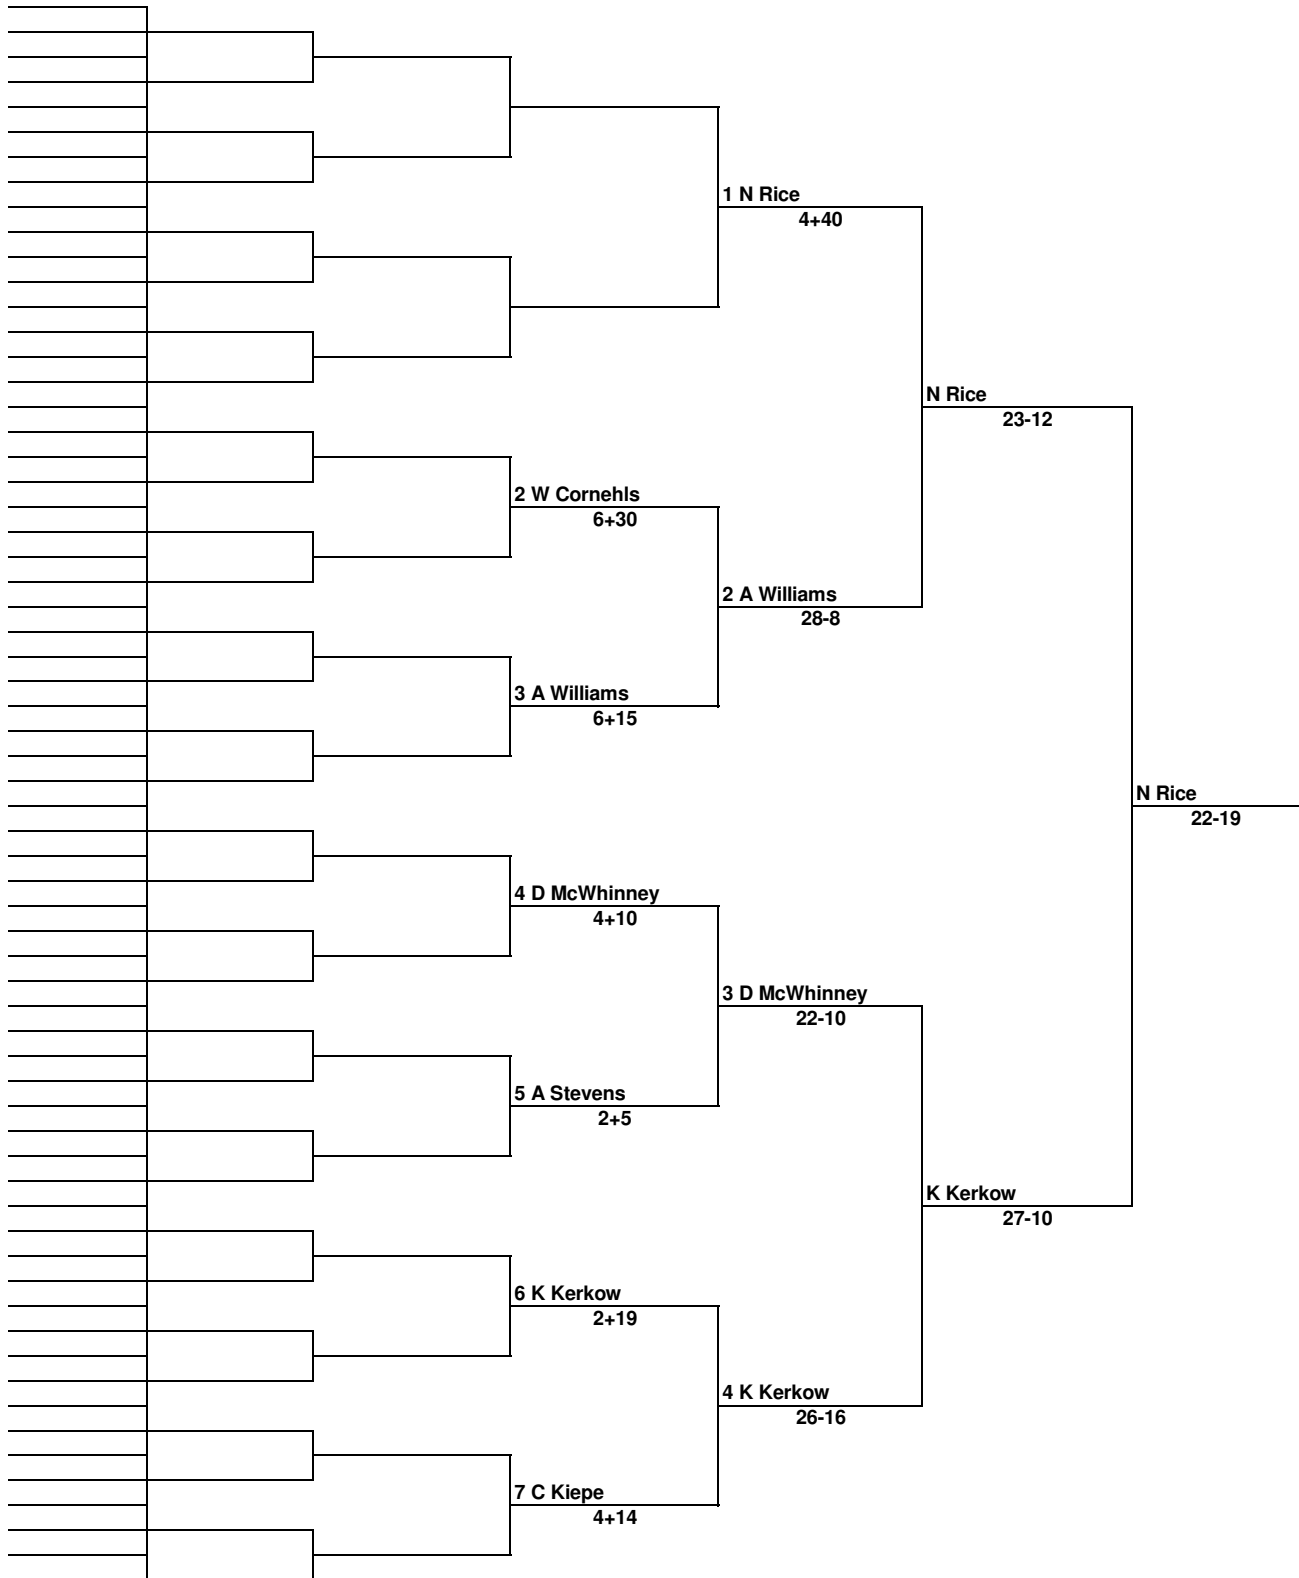 1 N Rice
4+40
N Rice
23-12
2 W Cornehls
6+30
2 A Williams
28-8
3 A Williams
6+15
N Rice
22-19
4 D McWhinney
4+10
3 D McWhinney
22-10
5 A Stevens
2+5
K Kerkow
27-10
6 K Kerkow
2+19
4 K Kerkow
26-16
7 C Kiepe
4+14